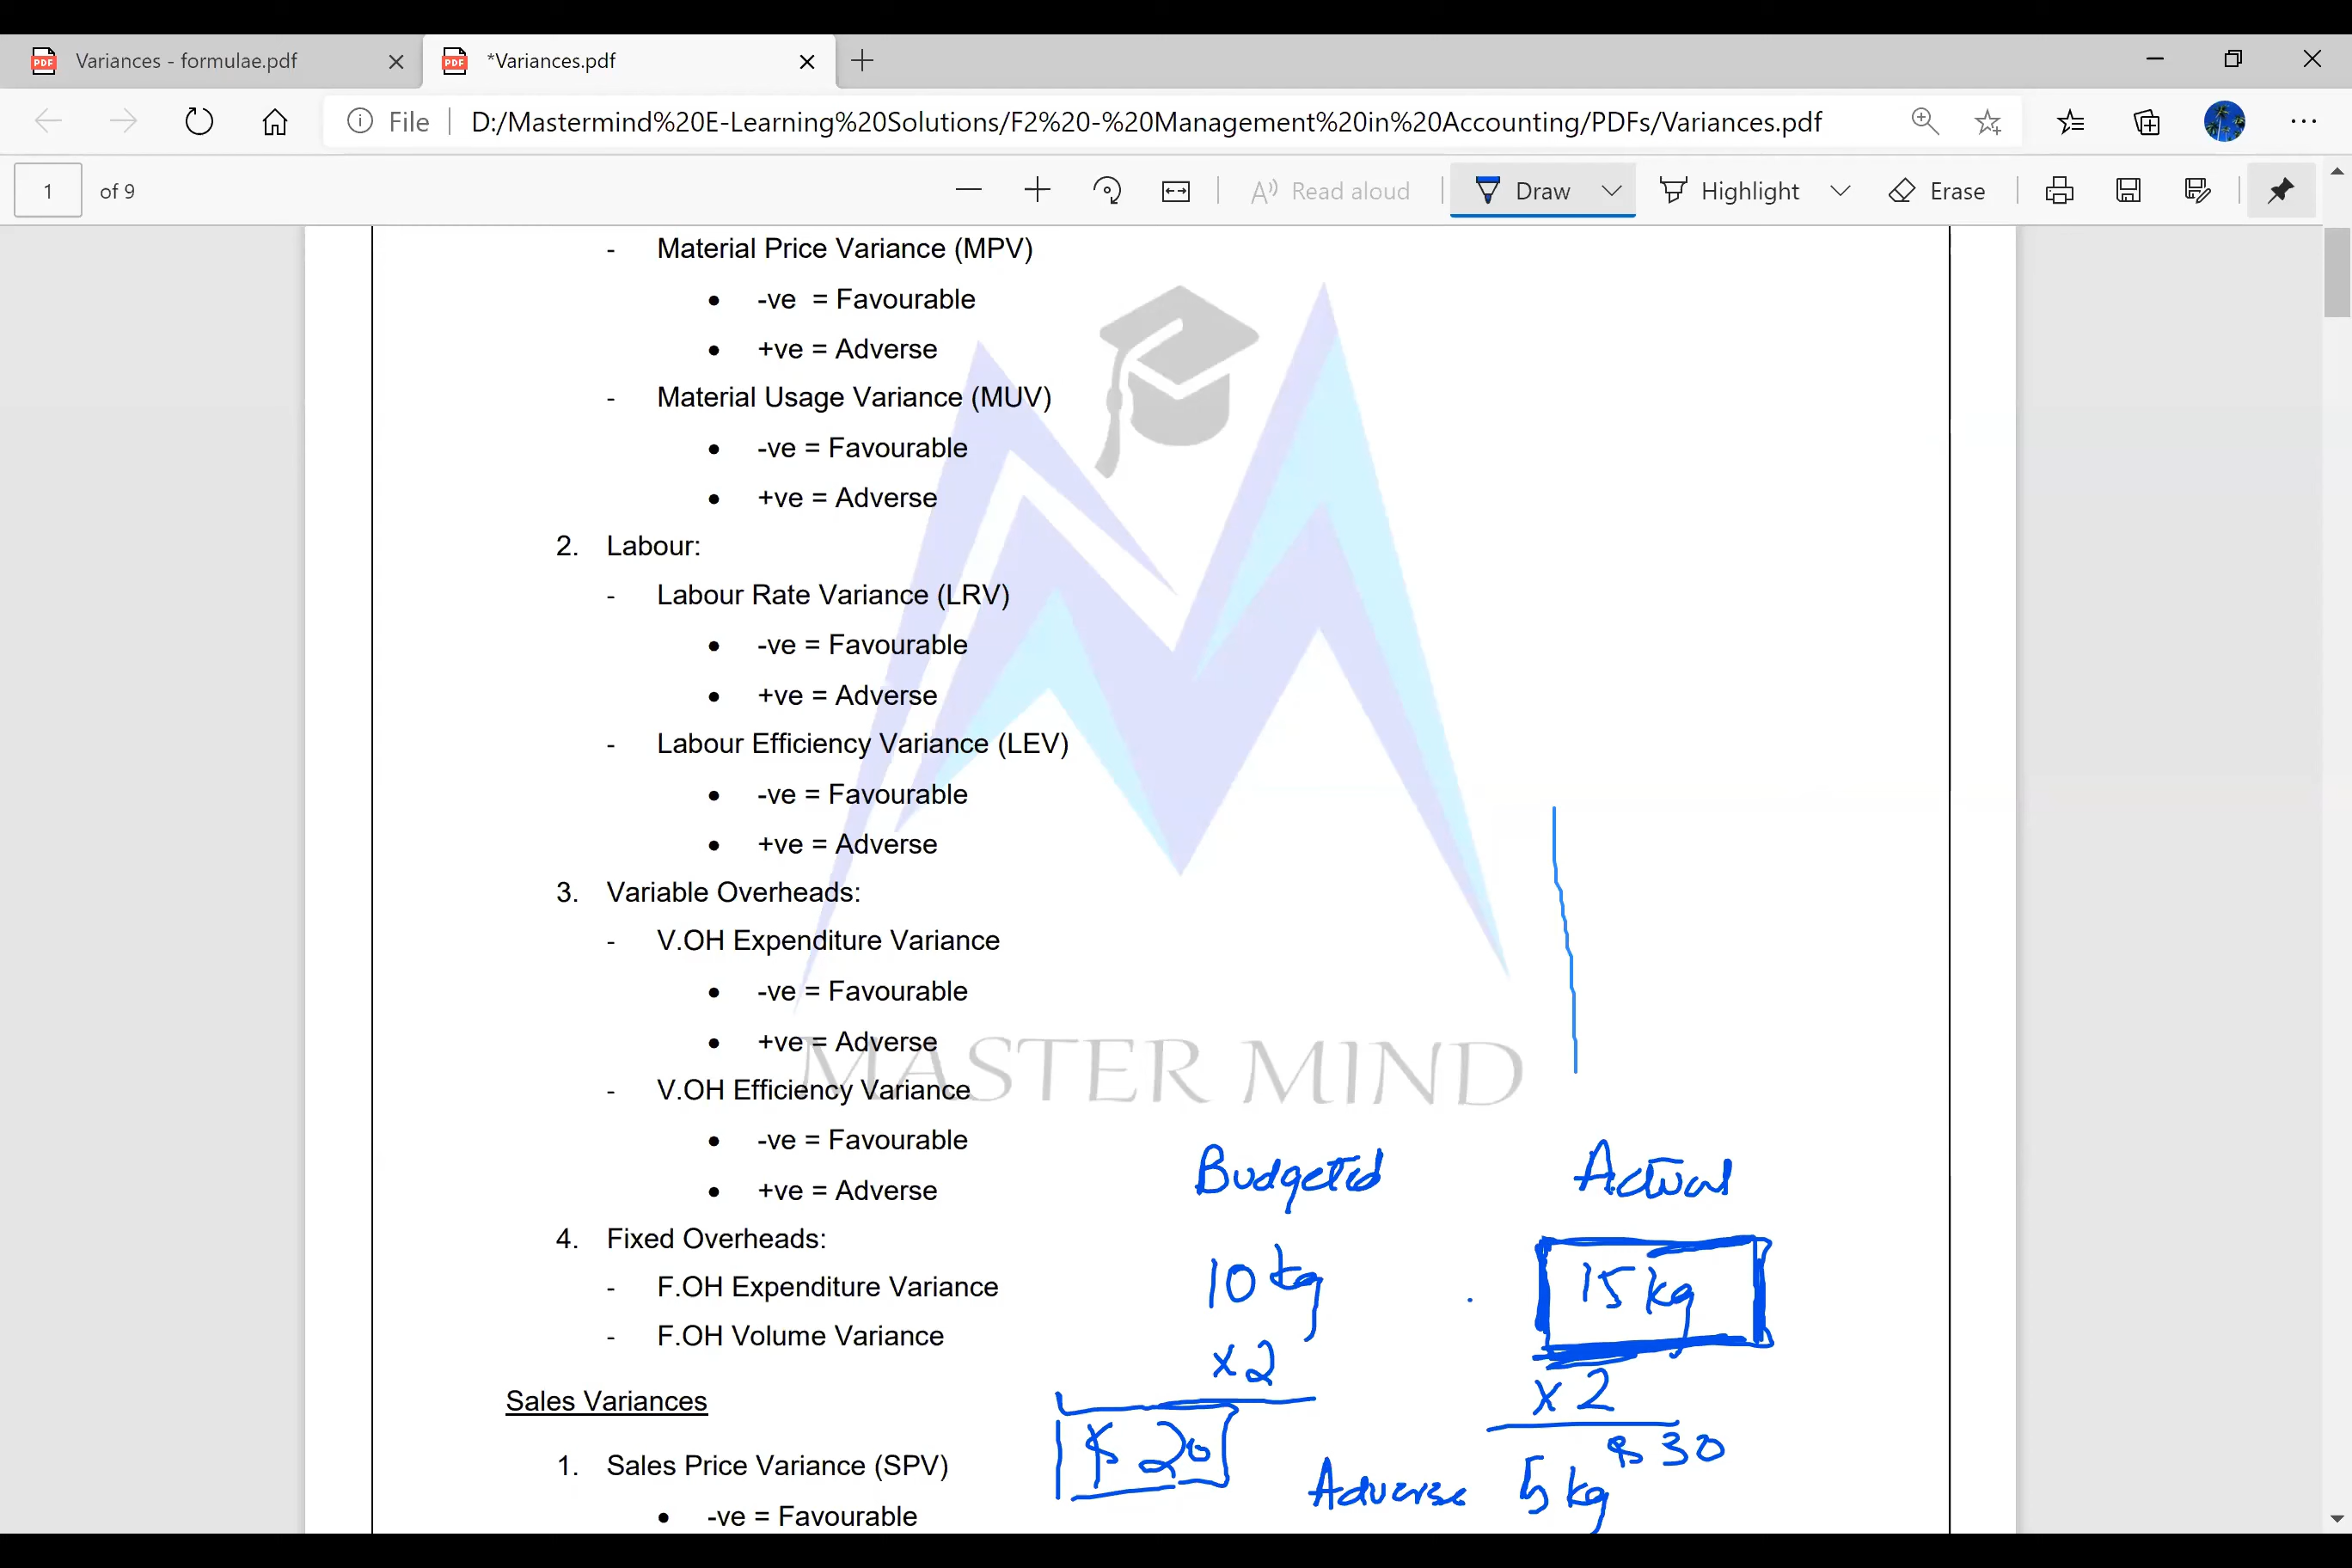 Variances - formulae.pdf
*Variances.pdf
File
D:/Mastermind%20E-Learning%20Solutions/F2%20-%20Management%20in%20Accounting/PDFs/Variances.pdf
1 of 9
Read aloud
Draw
Highlight
Erase
- Material Price Variance (MPV)
• -ve = Favourable
• +ve = Adverse
- Material Usage Variance (MUV)
• -ve = Favourable
• +ve = Adverse
2. Labour:
- Labour Rate Variance (LRV)
• -ve = Favourable
• +ve = Adverse
- Labour Efficiency Variance (LEV)
• -ve = Favourable
• +ve = Adverse
3. Variable Overheads:
- V.OH Expenditure Variance
• -ve = Favourable
• +ve = Adverse
MASTER MIND
- V.OH Efficiency Variance
• -ve = Favourable
• +ve = Adverse
Budgeted Actual
4. Fixed Overheads:
- F.OH Expenditure Variance
10 kg 15 kg
- F.OH Volume Variance
x 2 x 2
Sales Variances
$ 20 $ 30
1. Sales Price Variance (SPV)
Adverse 5 kg
• -ve = Favourable